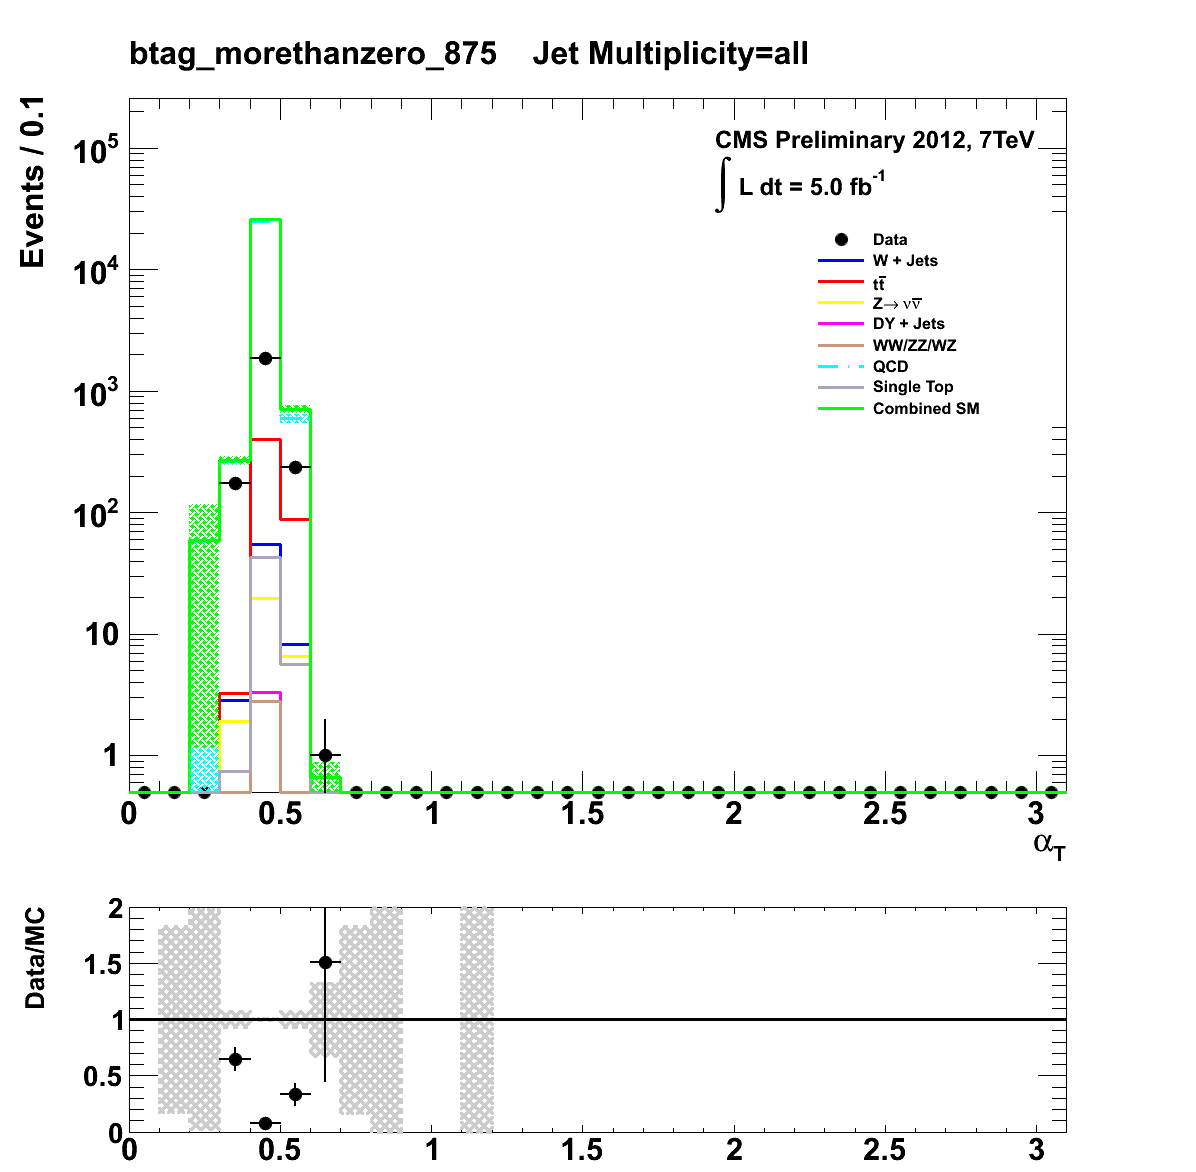 btag_morethanzero_875 Jet Multiplicity=all
Events / 0.1
CMS Preliminary 2012, 7TeV
∫ L dt = 5.0 fb⁻¹
Data
W + Jets
tt̅
Z→ νν̅
DY + Jets
WW/ZZ/WZ
QCD
Single Top
Combined SM
10⁵
10⁴
10³
10²
10
1
0 0.5 1 1.5 2 2.5 3
α_T
Data/MC
2
1.5
1
0.5
0
0 0.5 1 1.5 2 2.5 3